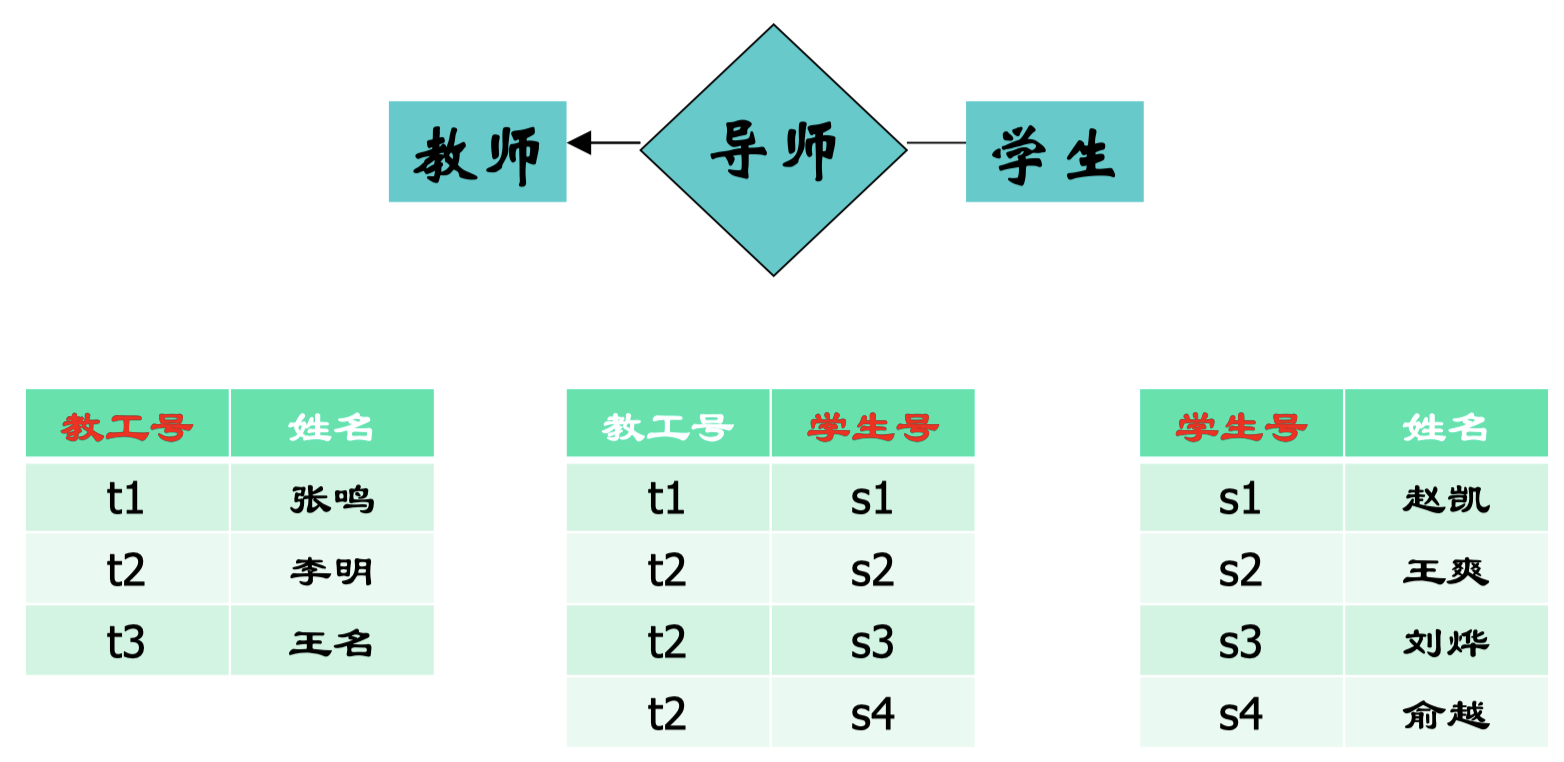 教师 导师 学生
教工号 姓名
t1 张鸣
t2 李明
t3 王名
教工号 学生号
t1 s1
t2 s2
t2 s3
t2 s4
学生号 姓名
s1 赵凯
s2 王爽
s3 刘烨
s4 俞越